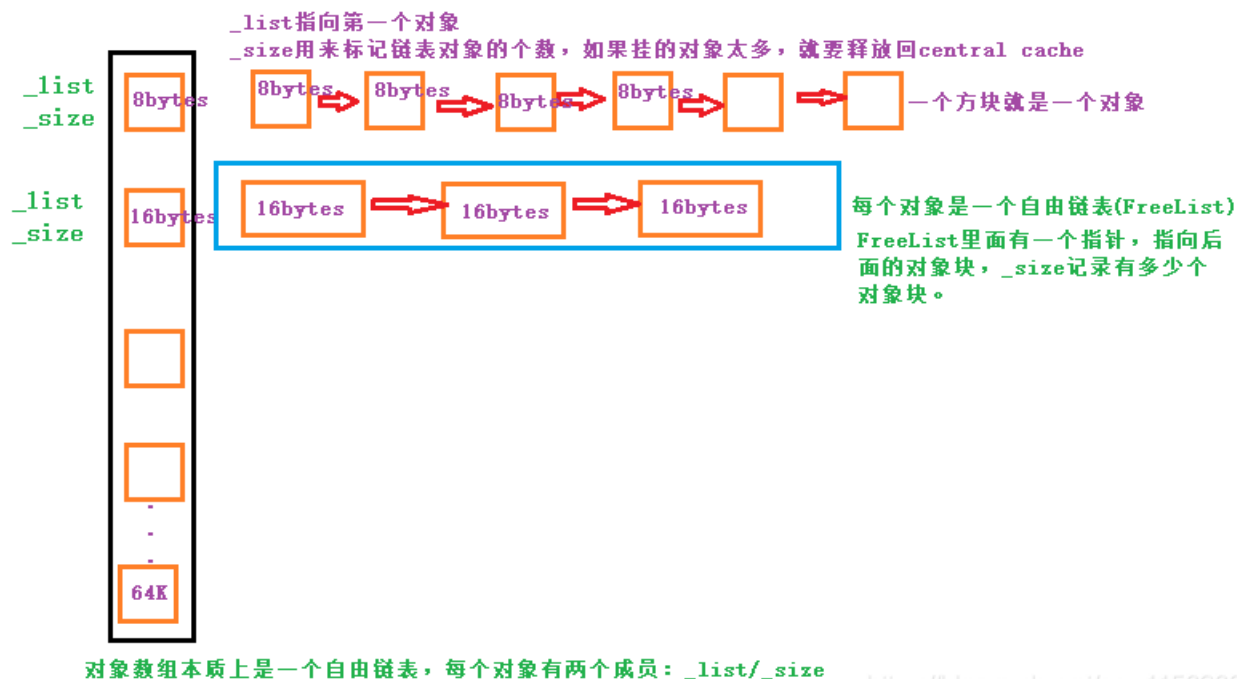 _list指向第一个对象
_size用来标记链表对象的个数，如果挂的对象太多，就要释放回central cache
_list
_size
8bytes
8bytes
8bytes
8bytes
8bytes
一个方块就是一个对象
_list
_size
16bytes
16bytes
16bytes
16bytes
每个对象是一个自由链表(FreeList)
FreeList里面有一个指针，指向后
面的对象块，_size记录有多少个
对象块。
64K
对象数组本质上是一个自由链表，每个对象有两个成员：_list/_size